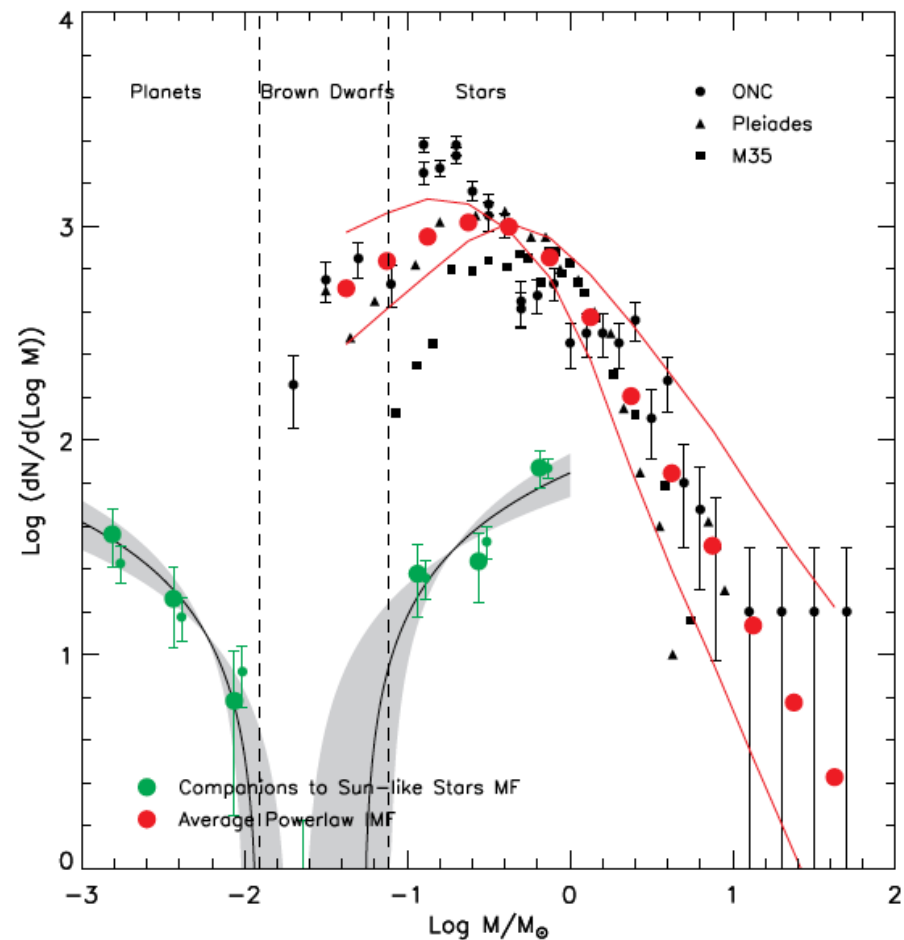 4
Planets Brown Dwarfs Stars
ONC
Pleiades
M35
3
Log (dN/d(Log M))
2
1
Companions to Sun-like Stars MF
Average Powerlaw IMF
0
-3 -2 -1 0 1 2
Log M/M⊙